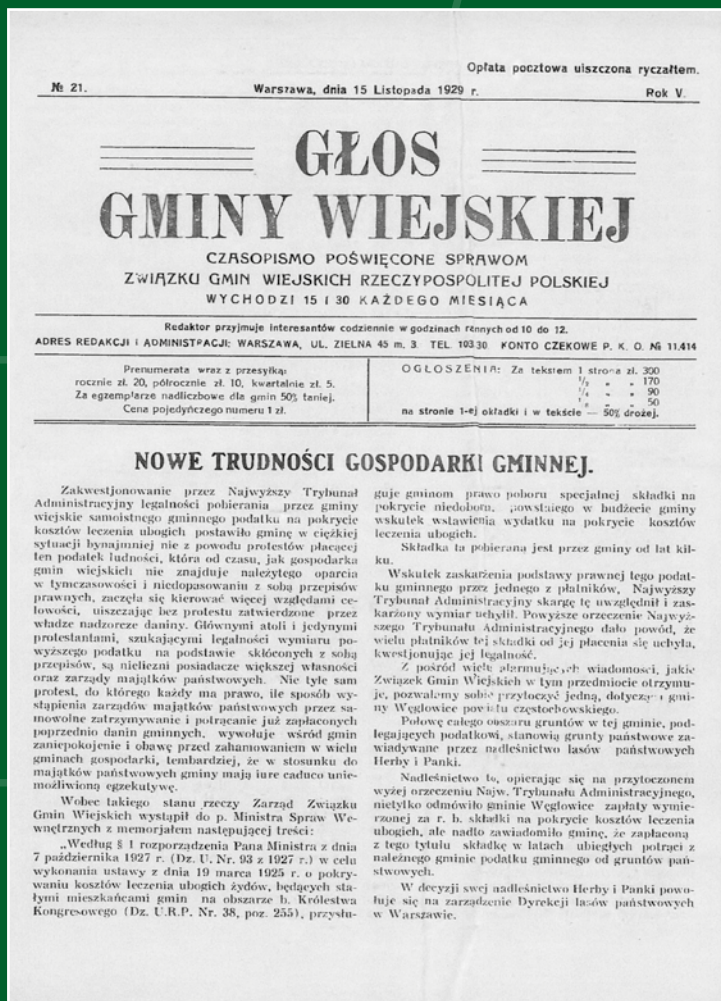 Opłata pocztowa uiszczona ryczałtem.
№ 21.
Warszawa, dnia 15 Listopada 1929 r.
Rok V.
GŁOS
GMINY WIEJSKIEJ
CZASOPISMO POŚWIĘCONE SPRAWOM
ZWIĄZKU GMIN WIEJSKICH RZECZYPOSPOLITEJ POLSKIEJ
WYCHODZI 15 I 30 KAŻDEGO MIESIĄCA
Redaktor przyjmuje interesantów codziennie w godzinach rannych od 10 do 12.
ADRES REDAKCJI i ADMINISTRACJI: WARSZAWA, UL. ZIELNA 45 m. 3. TEL. 103 30 KONTO CZEKOWE P. K. O. № 11.414
Prenumerata wraz z przesyłką:
rocznie zł. 20, półrocznie zł. 10, kwartalnie zł. 5.
Za egzemplarze nadliczbowe dla gmin 50% taniej.
Cena pojedyńczego numeru 1 zł.
OGŁOSZENIA: Za tekstem 1 strona zł. 300
1/2 „ „ 170
1/4 „ „ 90
„ „ 50
na stronie 1-ej okładki i w tekście — 50% drożej.
NOWE TRUDNOŚCI GOSPODARKI GMINNEJ.
Zakwestjonowanie przez Najwyższy Trybunał
Administracyjny legalności pobierania przez gminy
wiejskie samoistnego gminnego podatku na pokrycie
kosztów leczenia ubogich postawiło gminę w ciężkiej
sytuacji bynajmniej nie z powodu protestów płacącej
ten podatek ludności, która od czasu, jak gospodarka
gmin wiejskich nie znajduje należytego oparcia
w tymczasowości i niedopasowaniu z sobą przepisów
prawnych, zaczęła się kierować więcej względami ce-
lowości, uiszczając bez protestu zatwierdzone przez
władze nadzorcze daniny. Głównymi atoli i jedynymi
protestantami, szukającymi legalności wymiaru po-
wyższego podatku na podstawie skłóconych z sobą
przepisów, są nieliczni posiadacze większej własności
oraz zarządy majątków państwowych. Nie tyle sam
protest, do którego każdy ma prawo, ile sposób wy-
stąpienia zarządów majątków państwowych przez sa-
mowolne zatrzymywanie i potrącanie już zapłaconych
poprzednio danin gminnych, wywołuje wśród gmin
zaniepokojenie i obawę przed zahamowaniem w wielu
gminach gospodarki, tembardziej, że w stosunku do
majątków państwowych gminy mają iure caduco unie-
możliwioną egzekutywę.
Wobec takiego stanu rzeczy Zarząd Związku
Gmin Wiejskich wystąpił do p. Ministra Spraw We-
wnętrznych z memorjałem następującej treści:
„Według § 1 rozporządzenia Pana Ministra z dnia
7 października 1927 r. (Dz. U. Nr. 93 z 1927 r.) w celu
wykonania ustawy z dnia 19 marca 1925 r. o pokry-
waniu kosztów leczenia ubogich żydów, będących sta-
łymi mieszkańcami gmin na obszarze b. Królestwa
Kongresowego (Dz. U.R.P. Nr. 38, poz. 255), przysłu-
guje gminom prawo poboru specjalnej składki na
pokrycie niedoboru, powstałego w budżecie gminy
wskutek wstawienia wydatku na pokrycie kosztów
leczenia ubogich.
Składka ta pobierana jest przez gminy od lat kil-
ku.
Wskutek zaskarżenia podstawy prawnej tego podat-
ku gminnego przez jednego z płatników, Najwyższy
Trybunał Administracyjny skargę tę uwzględnił i zas-
karżony wymiar uchylił. Powyższe orzeczenie Najwyż-
szego Trybunału Administracyjnego dało powód, że
wielu płatników tej składki od jej płacenia się uchyla,
kwestjonując jej legalność.
Z pośród wielu alarmujących wiadomości, jakie
Związek Gmin Wiejskich w tym przedmiocie otrzymu-
je, pozwalamy sobie przytoczyć jedną, dotyczącą gmi-
ny Węglowice powiatu częstochowskiego.
Połowę całego obszaru gruntów w tej gminie, pod-
legających podatkowi, stanowią grunty państwowe za-
wiadywane przez nadleśnictwo lasów państwowych
Herby i Panki.
Nadleśnictwo to, opierając się na przytoczonem
wyżej orzeczeniu Najw. Trybunału Administracyjnego,
nietylko odmówiło gminie Węglowice zapłaty wymie-
rzonej za r. b. składki na pokrycie kosztów leczenia
ubogich, ale nadto zawiadomiło gminę, że zapłaconą
z tego tytułu składkę w latach ubiegłych potrąci z
należnego gminie podatku gminnego od gruntów pań-
stwowych.
W decyzji swej nadleśnictwo Herby i Panki powo-
łuje się na zarządzenie Dyrekcji lasów państwowych
w Warszawie.